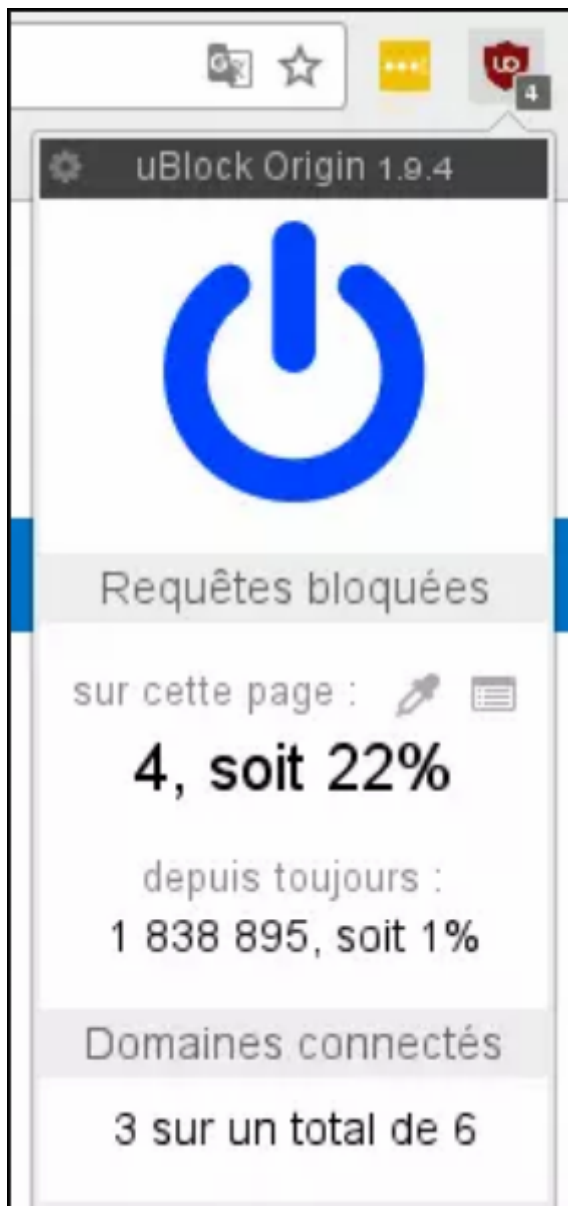 4
uBlock Origin 1.9.4
Requêtes bloquées
sur cette page :
4, soit 22%
depuis toujours :
1 838 895, soit 1%
Domaines connectés
3 sur un total de 6